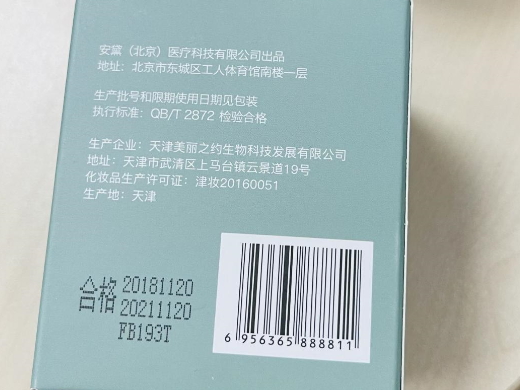 安黛（北京）医疗科技有限公司出品
地址：北京市东城区工人体育馆南楼一层
生产批号和限期使用日期见包装
执行标准：QB/T 2872 检验合格
生产企业：天津美丽之约生物科技发展有限公司
地址：天津市武清区上马台镇云景道19号
化妆品生产许可证：津妆20160051
生产地：天津
合格
20181120
20211120
FB193T
6 956365 888811